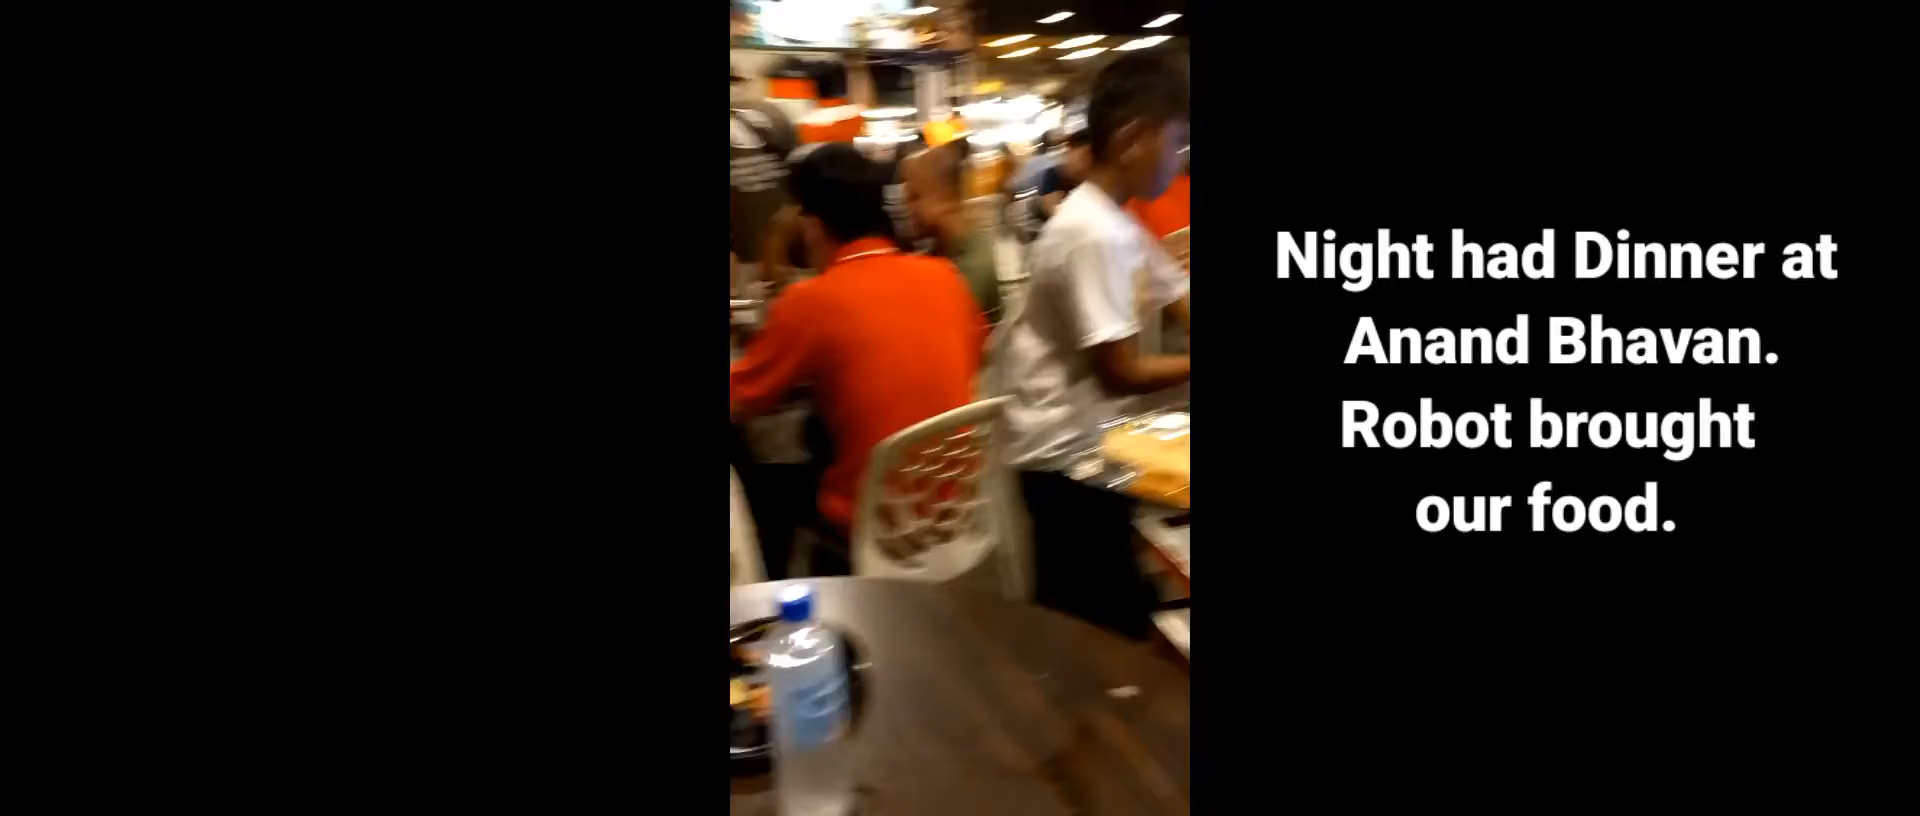 Night had Dinner at
Anand Bhavan.
Robot brought
our food.